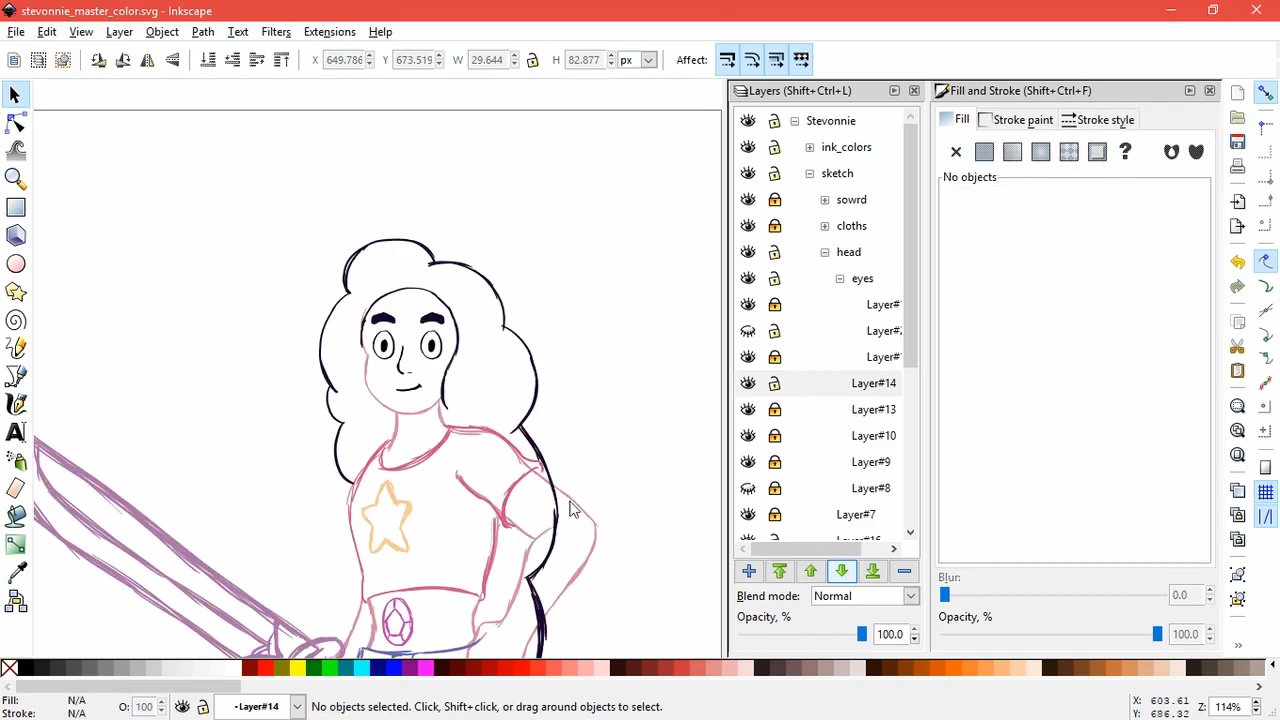 stevonnie_master_color.svg - Inkscape
File Edit View Layer Object Path Text Filters Extensions Help
X 649.786 Y 673.519 W 29.644 H 82.877 px Affect:
Layers (Shift+Ctrl+L)
Fill and Stroke (Shift+Ctrl+F)
Stevonnie
ink_colors
sketch
sowrd
cloths
head
eyes
Layer#
Layer#
Layer#
Layer#14
Layer#13
Layer#10
Layer#9
Layer#8
Layer#7
Blend mode: Normal
Opacity, %
100.0
Fill Stroke paint Stroke style
?
No objects
Blur:
0.0
Opacity, %
100.0
Fill: N/A
Stroke: N/A
O: 100
•Layer#14
No objects selected. Click, Shift+click, or drag around objects to select.
X: 603.61
Y: 686.32
Z: 114%